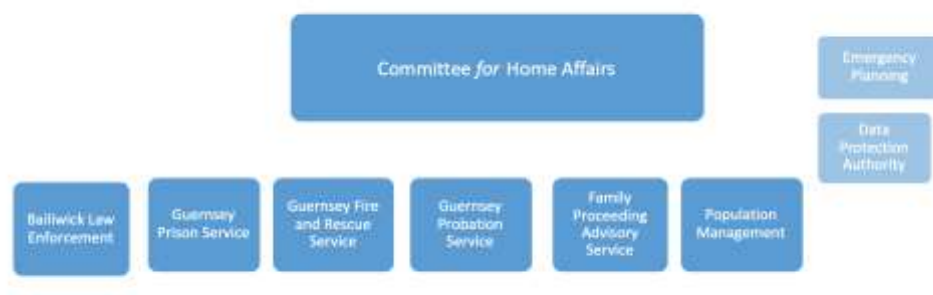 Committee for Home Affairs
Emergency
Planning
Data
Protection
Authority
Bailiwick Law
Enforcement
Guernsey
Prison Service
Guernsey Fire
and Rescue
Service
Guernsey
Probation
Service
Family
Proceeding
Advisory
Service
Population
Management